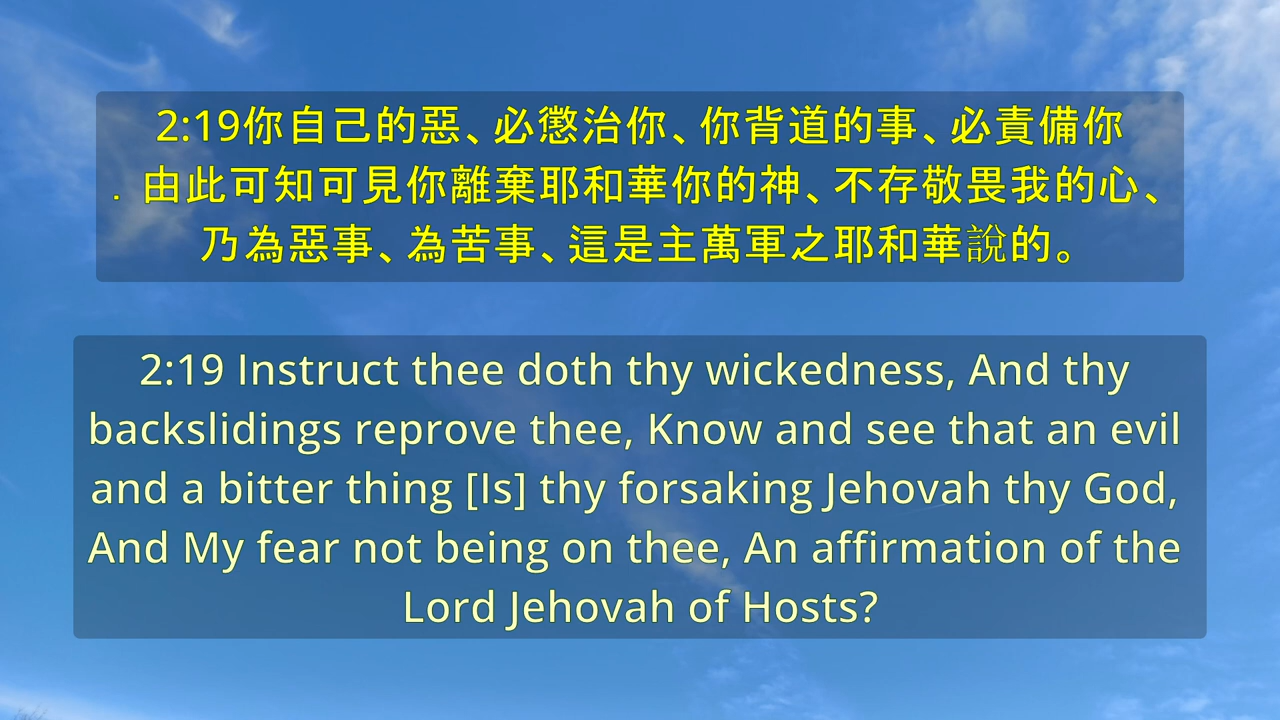 2:19你自己的惡、必懲治你、你背道的事、必責備你
．由此可知可見你離棄耶和華你的神、不存敬畏我的心、
乃為惡事、為苦事、這是主萬軍之耶和華說的。
2:19 Instruct thee doth thy wickedness, And thy
backslidings reprove thee, Know and see that an evil
and a bitter thing [Is] thy forsaking Jehovah thy God,
And My fear not being on thee, An affirmation of the
Lord Jehovah of Hosts?